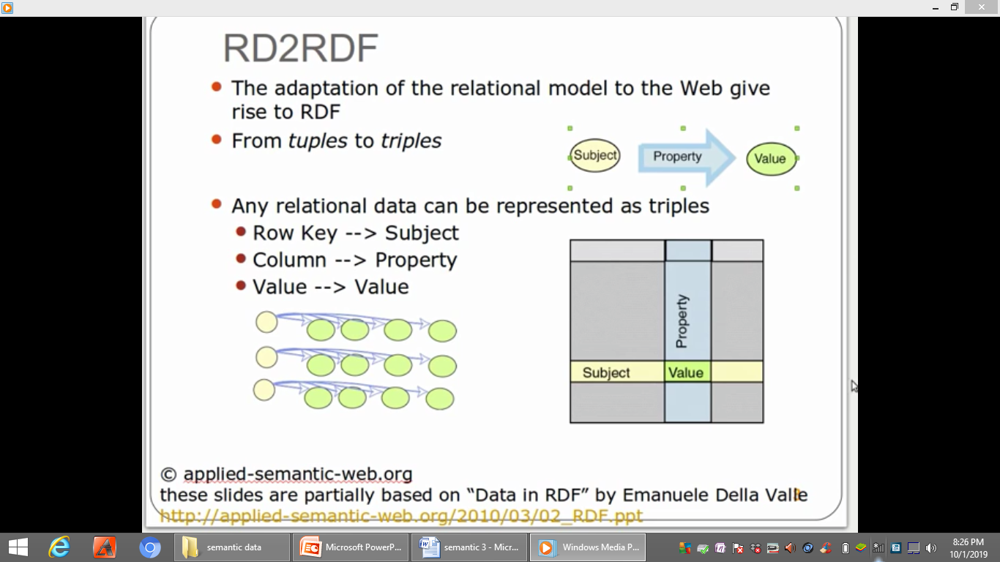 RD2RDF
The adaptation of the relational model to the Web give
rise to RDF
From tuples to triples
Subject
Property
Value
Any relational data can be represented as triples
Row Key --> Subject
Column --> Property
Value --> Value
Property
Subject
Value
© applied-semantic-web.org
these slides are partially based on “Data in RDF” by Emanuele Della Valle
http://applied-semantic-web.org/2010/03/02_RDF.ppt
semantic data
Microsoft PowerP...
semantic 3 - Micr...
Windows Media P...
8:26 PM
10/1/2019